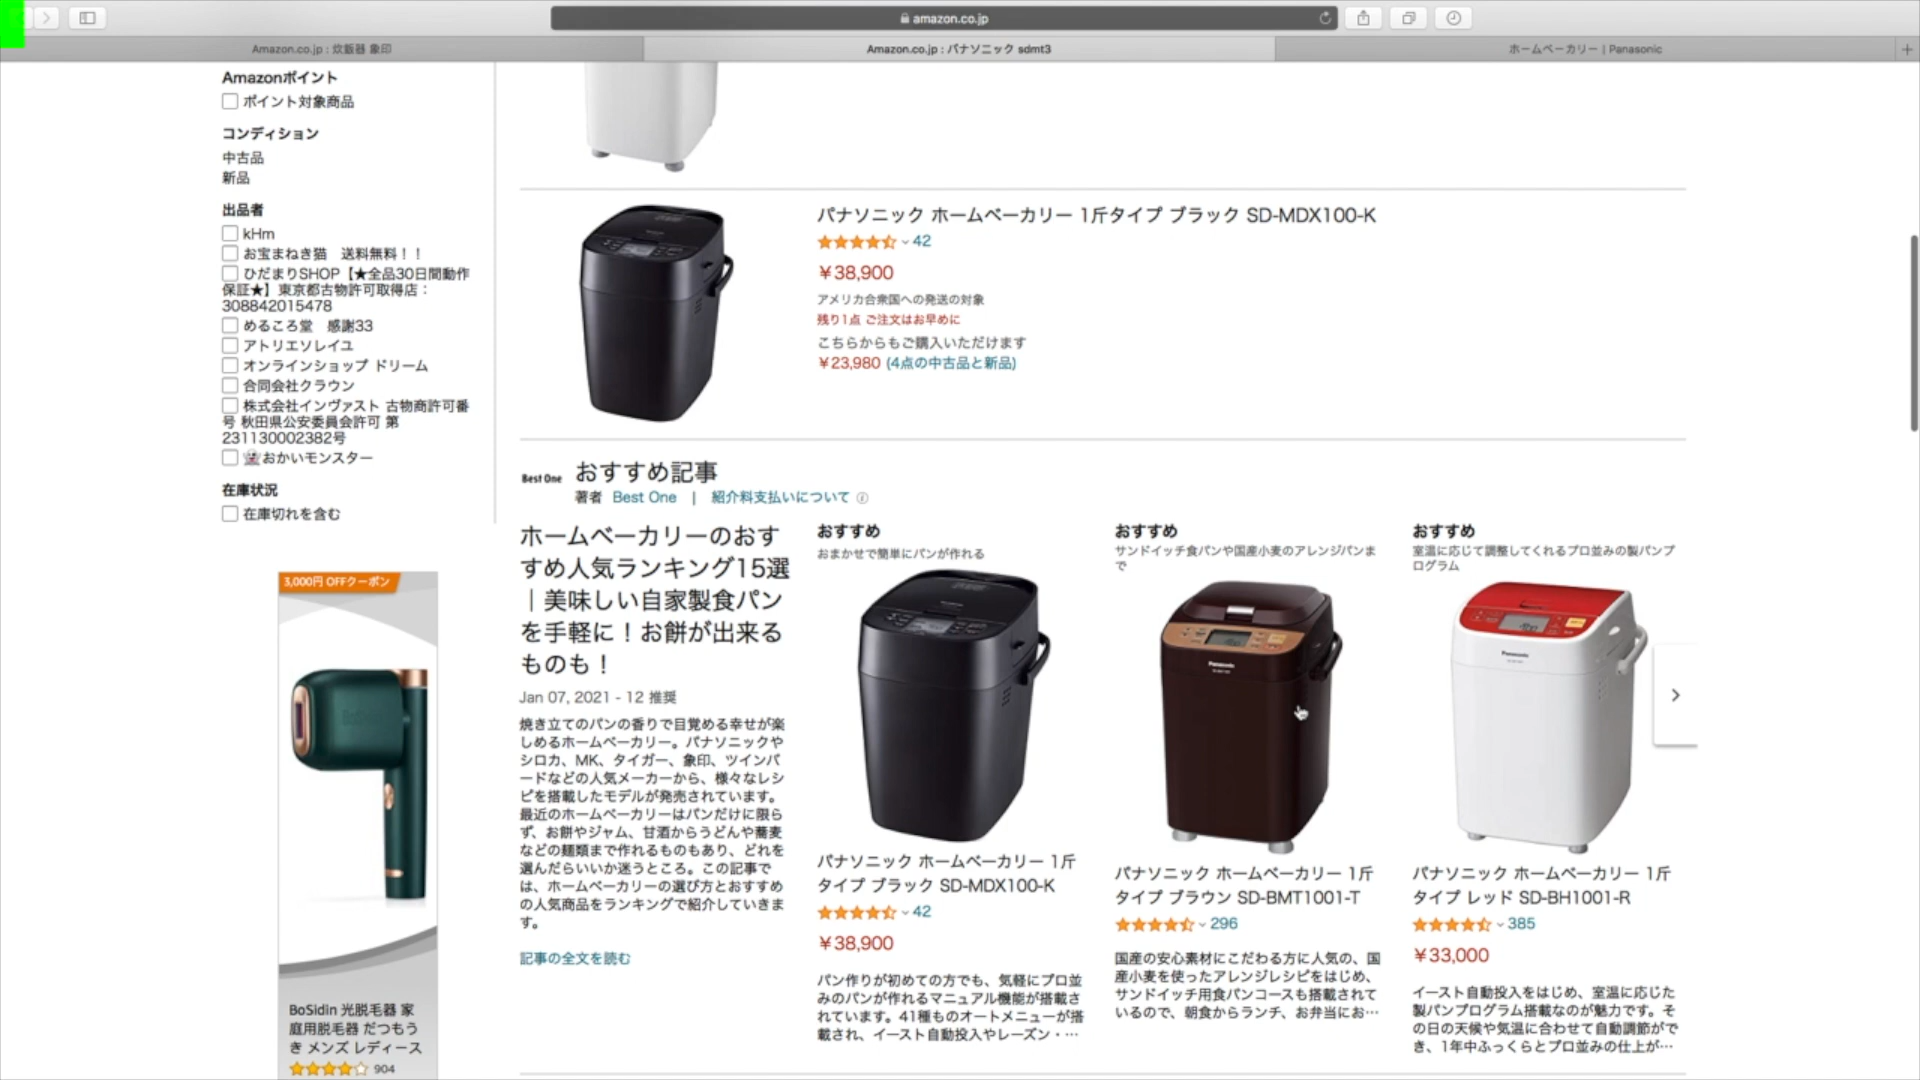 amazon.co.jp
Amazon.co.jp : 炊飯器 象印
Amazon.co.jp : パナソニック sdmt3
ホームベーカリー | Panasonic
Amazonポイント
ポイント対象商品
コンディション
中古品
新品
出品者
kHm
お宝まねき猫　送料無料！！
ひだまりSHOP【★全品30日間動作
保証★】東京都古物許可取得店：
308842015478
めるころ堂　感謝33
アトリエソレイユ
オンラインショップ ドリーム
合同会社クラウン
株式会社インヴァスト 古物商許可番
号 秋田県公安委員会許可 第
231130002382号
おかいモンスター
在庫状況
在庫切れを含む
3,000円 OFFクーポン
BoSidin 光脱毛器 家
庭用脱毛器 だつもう
き メンズ レディース
904
パナソニック ホームベーカリー 1斤タイプ ブラック SD-MDX100-K
42
￥38,900
アメリカ合衆国への発送の対象
残り1点 ご注文はお早めに
こちらからもご購入いただけます
￥23,980 (4点の中古品と新品)
Best One おすすめ記事
著者 Best One | 紹介料支払いについて
ホームベーカリーのおす
すめ人気ランキング15選
｜美味しい自家製食パン
を手軽に！お餅が出来る
ものも！
Jan 07, 2021 - 12 推奨
焼き立てのパンの香りで目覚める幸せが楽
しめるホームベーカリー。パナソニックや
シロカ、MK、タイガー、象印、ツインバ
ードなどの人気メーカーから、様々なレシ
ピを搭載したモデルが発売されています。
最近のホームベーカリーはパンだけに限ら
ず、お餅やジャム、甘酒からうどんや蕎麦
などの麺類まで作れるものもあり、どれを
選んだらいいか迷うところ。この記事で
は、ホームベーカリーの選び方とおすすめ
の人気商品をランキングで紹介していきま
す。
記事の全文を読む
おすすめ
おまかせで簡単にパンが作れる
パナソニック ホームベーカリー 1斤
タイプ ブラック SD-MDX100-K
42
￥38,900
パン作りが初めての方でも、気軽にプロ並
みのパンが作れるマニュアル機能が搭載さ
れています。41種ものオートメニューが搭
載され、イースト自動投入やレーズン・…
おすすめ
サンドイッチ食パンや国産小麦のアレンジパンま
で
Panasonic
パナソニック ホームベーカリー 1斤
タイプ ブラウン SD-BMT1001-T
296
国産の安心素材にこだわる方に人気の、国
産小麦を使ったアレンジレシピをはじめ、
サンドイッチ用食パンコースも搭載されて
いるので、朝食からランチ、お弁当にお…
おすすめ
室温に応じて調整してくれるプロ並みの製パンプ
ログラム
Panasonic
パナソニック ホームベーカリー 1斤
タイプ レッド SD-BH1001-R
385
￥33,000
イースト自動投入をはじめ、室温に応じた
製パンプログラム搭載なのが魅力です。そ
の日の天候や気温に合わせて自動調節がで
き、1年中ふっくらとプロ並みの仕上が…